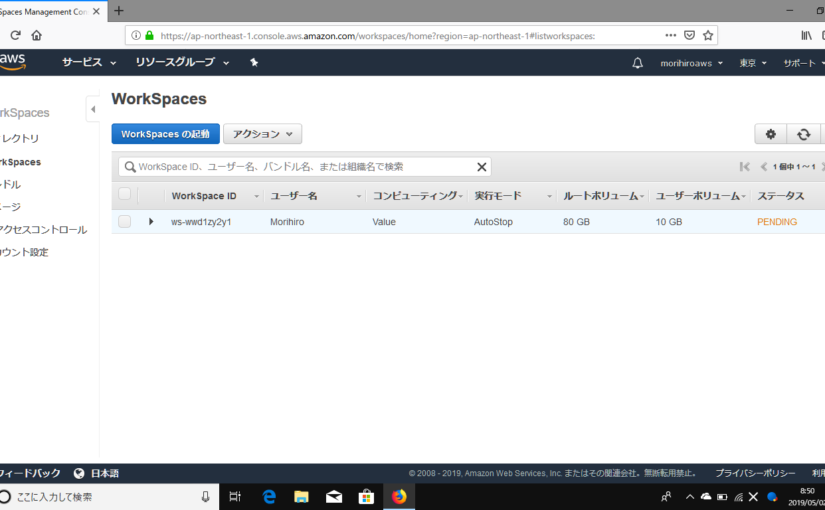 Spaces Management Con
https://ap-northeast-1.console.aws.amazon.com/workspaces/home?region=ap-northeast-1#listworkspaces:
aws サービス リソースグループ morihiroaws 東京 サポート
rkSpaces
レクトリ
rkSpaces
ドル
ージ
アクセスコントロール
ウント設定
WorkSpaces
WorkSpaces の起動 アクション
WorkSpace ID、ユーザー名、バンドル名、または組織名で検索 1 個中 1 ~ 1
WorkSpace ID ユーザー名 コンピューティング 実行モード ルートボリューム ユーザーボリューム ステータス
ws-wwd1zy2y1 Morihiro Value AutoStop 80 GB 10 GB PENDING
フィードバック 日本語 © 2008 - 2019, Amazon Web Services, Inc. またはその関連会社。無断転用禁止。 プライバシーポリシー 利用
ここに入力して検索 8:50
2019/05/02